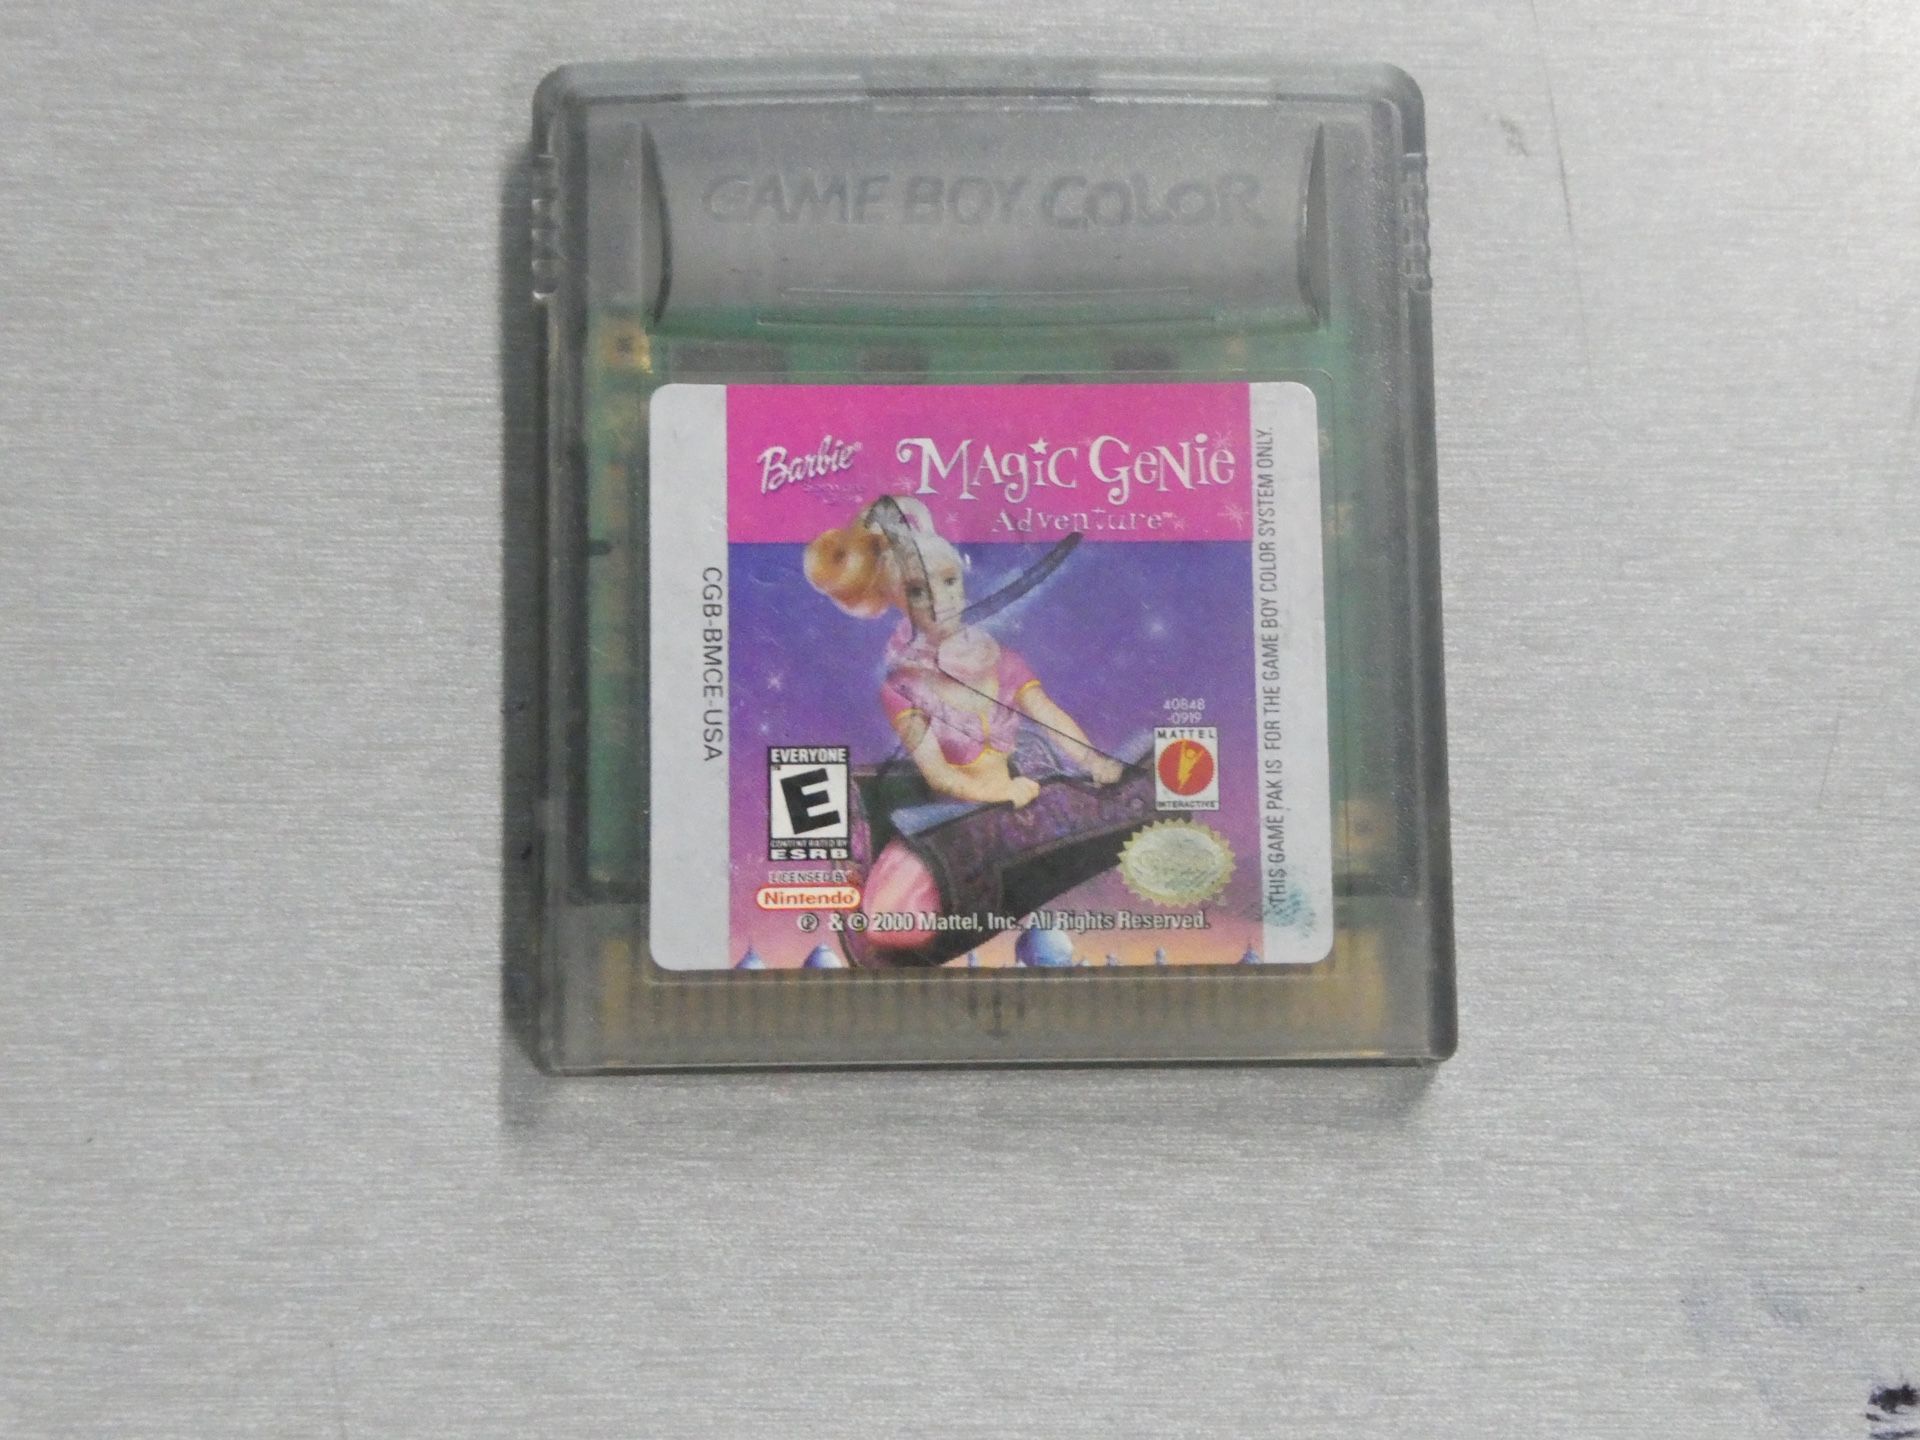 GAME BOY COLOR
Barbie®
MAGIC GENIE
Adventure™
CGB-BMCE-USA
THIS GAME PAK IS FOR THE GAME BOY COLOR SYSTEM ONLY.
40848
-0919
MATTEL
INTERACTIVE
EVERYONE
E
CONTENT RATED BY
ESRB
LICENSED BY
Nintendo®
℗ & © 2000 Mattel, Inc. All Rights Reserved.